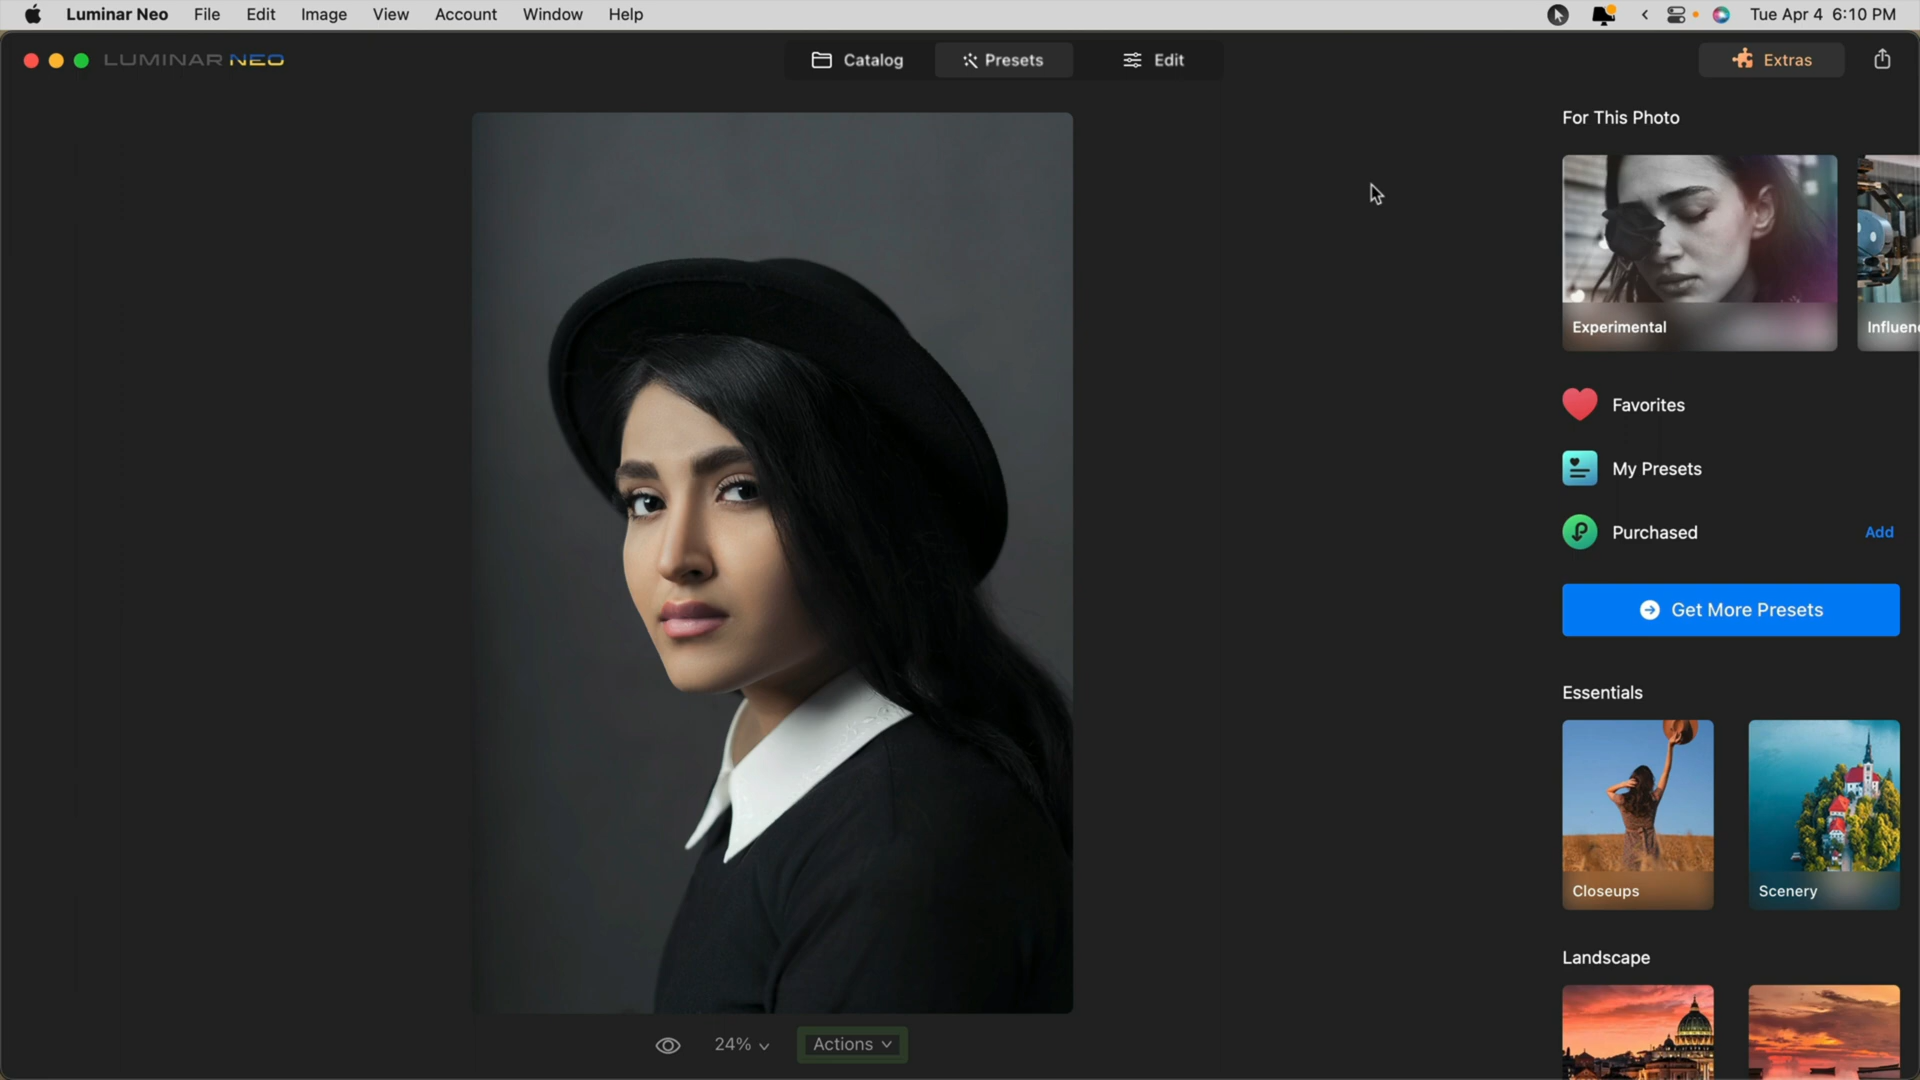 Luminar Neo File Edit Image View Account Window Help Tue Apr 4 6:10 PM
LUMINAR NEO Catalog Presets Edit Extras
For This Photo
Experimental Influen
Favorites
My Presets
Purchased Add
Get More Presets
Essentials
Closeups Scenery
Landscape
24% Actions